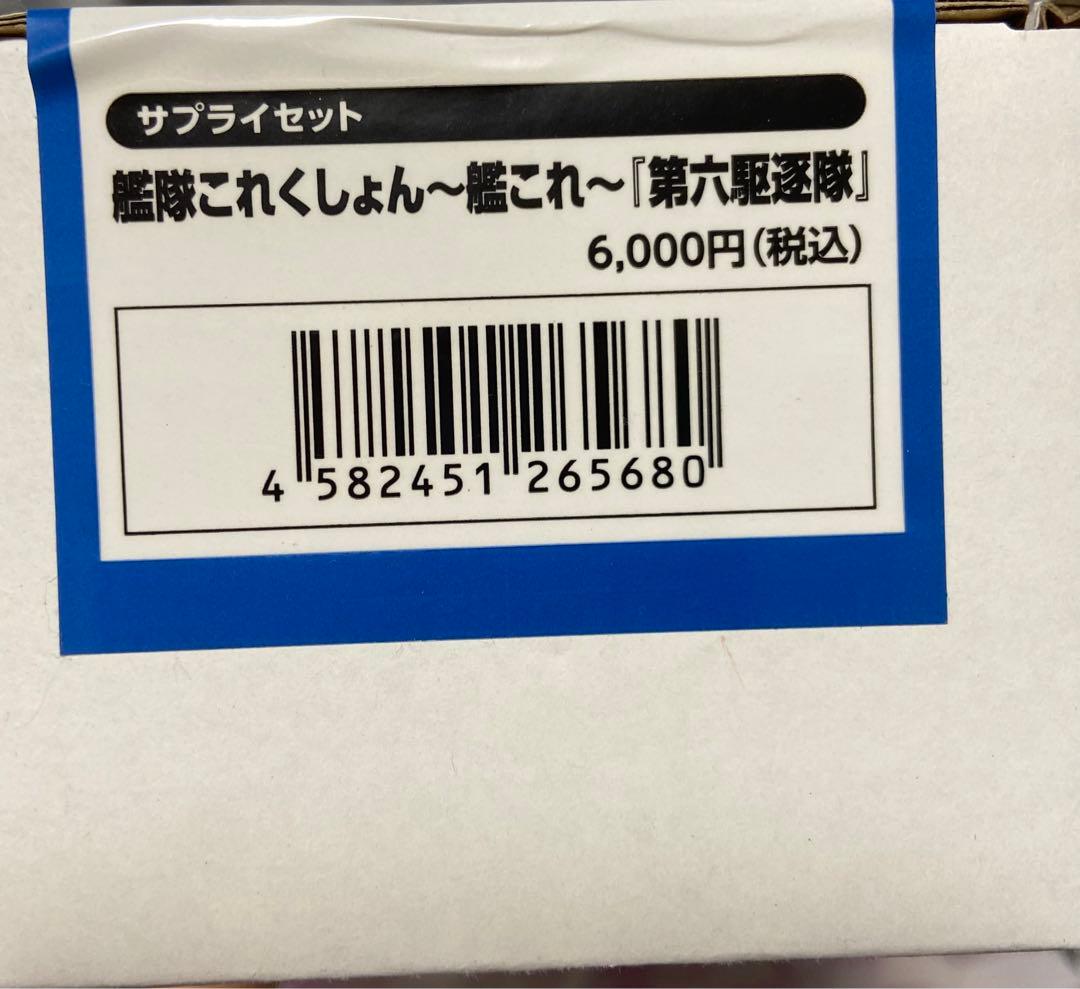 サプライセット
艦隊これくしょん〜艦これ〜『第六駆逐隊』
6,000円(税込)
4 582451 265680